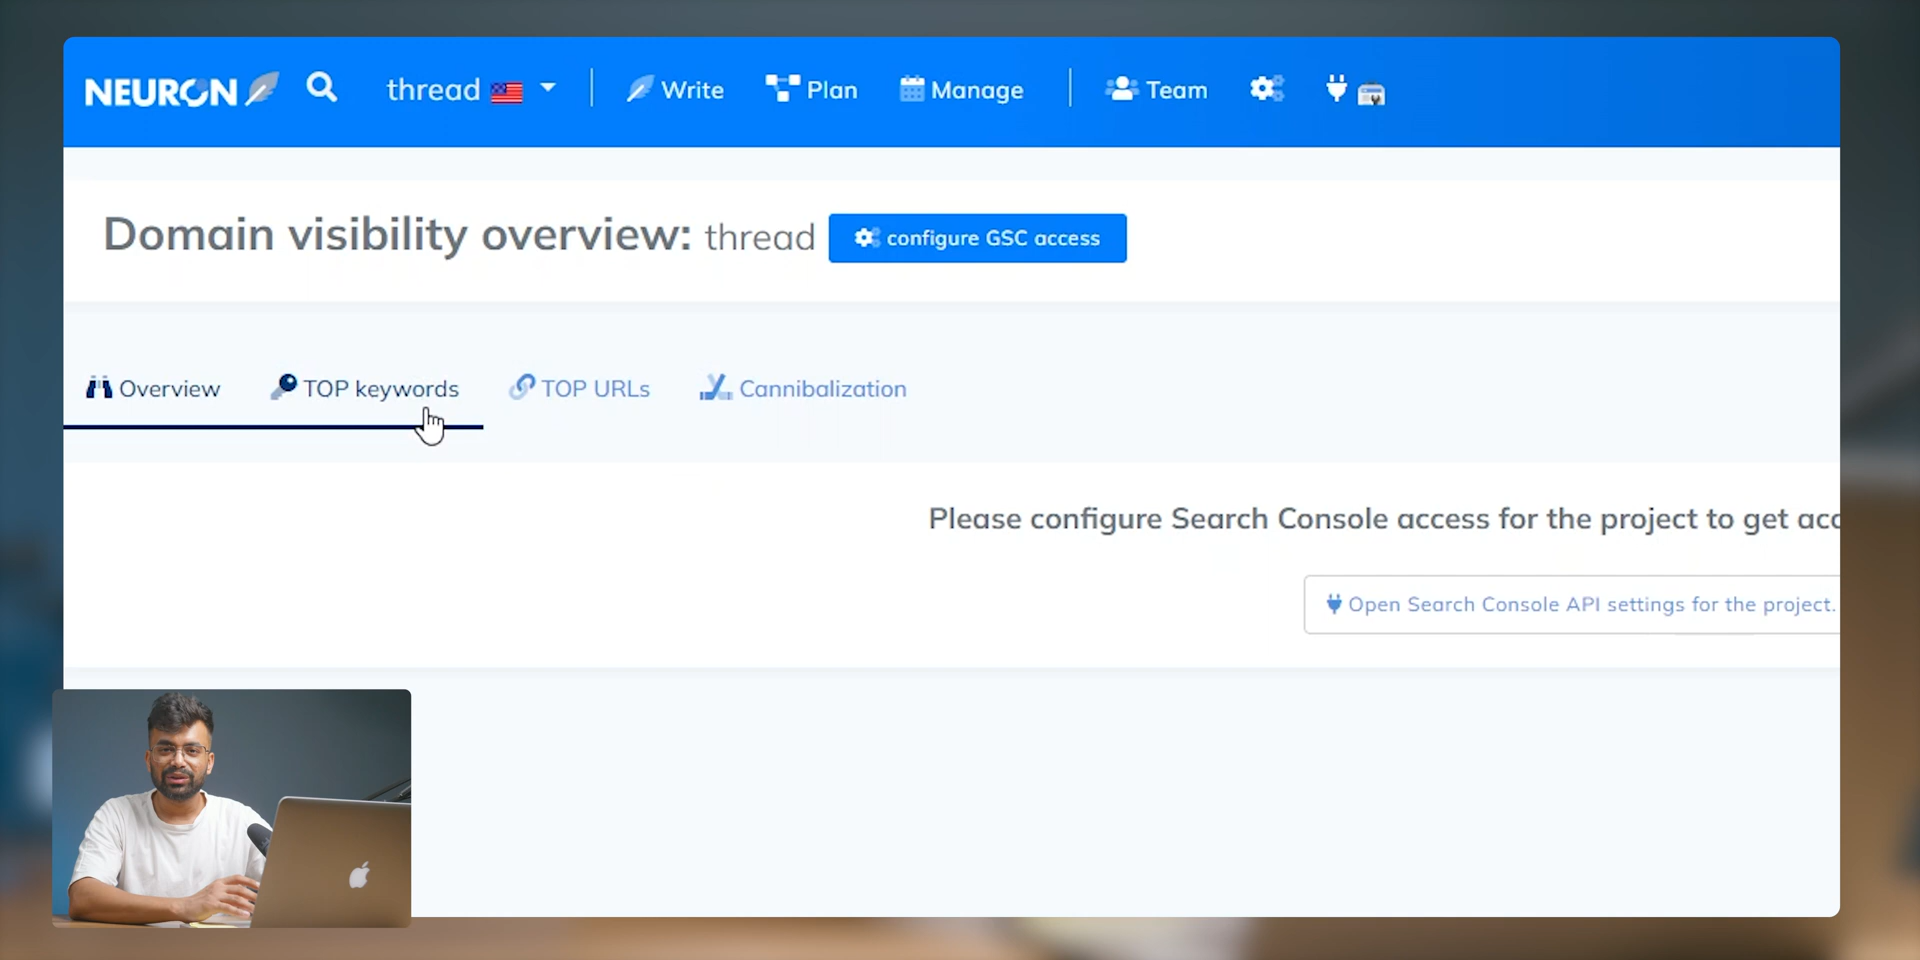 NEURON
thread
Write
Plan
Manage
Team
Domain visibility overview: thread
configure GSC access
Overview
TOP keywords
TOP URLs
Cannibalization
Please configure Search Console access for the project to get acc
Open Search Console API settings for the project.